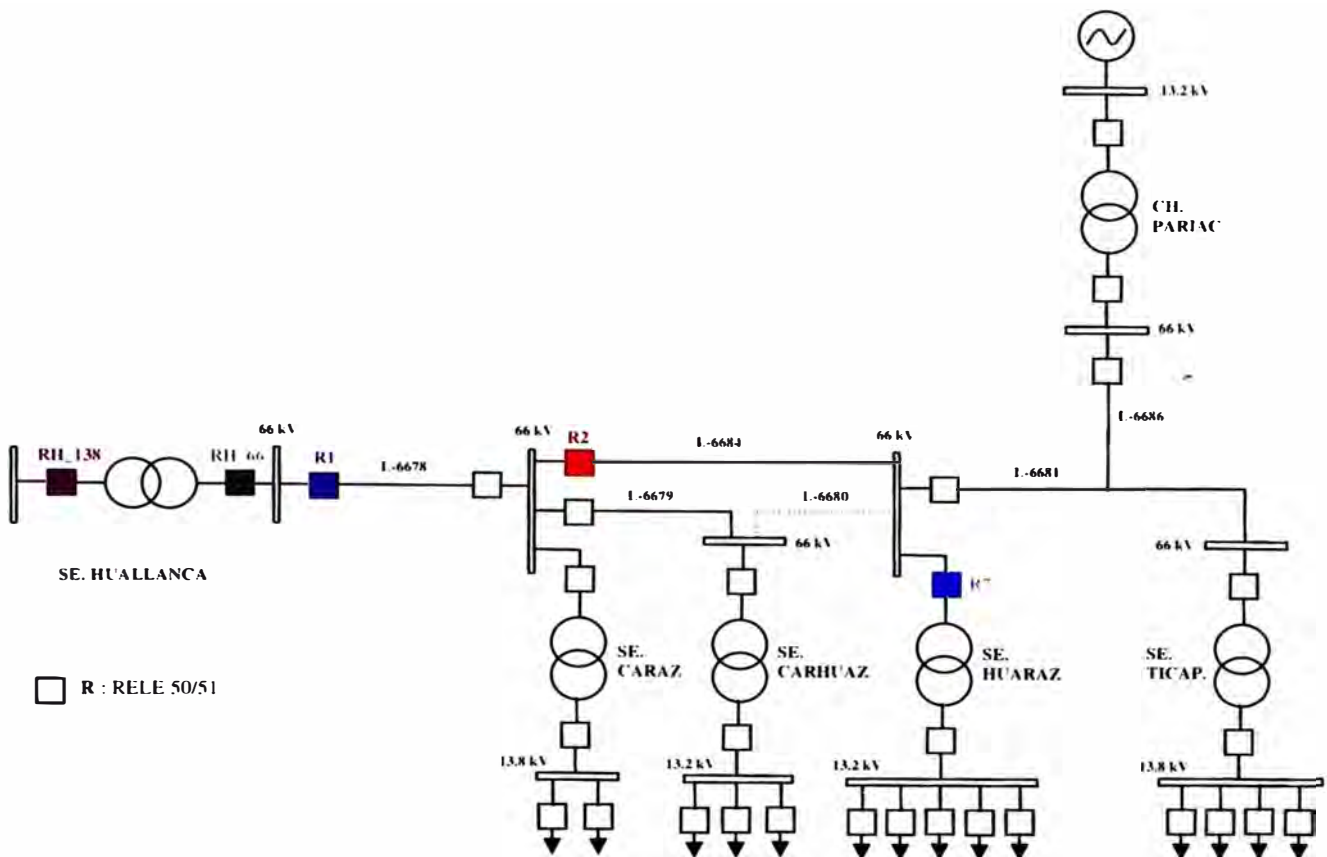 13.2 kV
CH.
PARIAC
66 kV
L-6686
66 kV
RH_138
RH_66
R1
L-6678
66 kV
R2
L-6684
66 kV
L-6681
L-6679
L-6680
66 kV
66 kV
R7
SE. HUALLANCA
SE.
CARAZ
SE.
CARHUAZ
SE.
HUARAZ
SE.
TICAP.
R : RELE 50/51
13.8 kV
13.2 kV
13.2 kV
13.8 kV